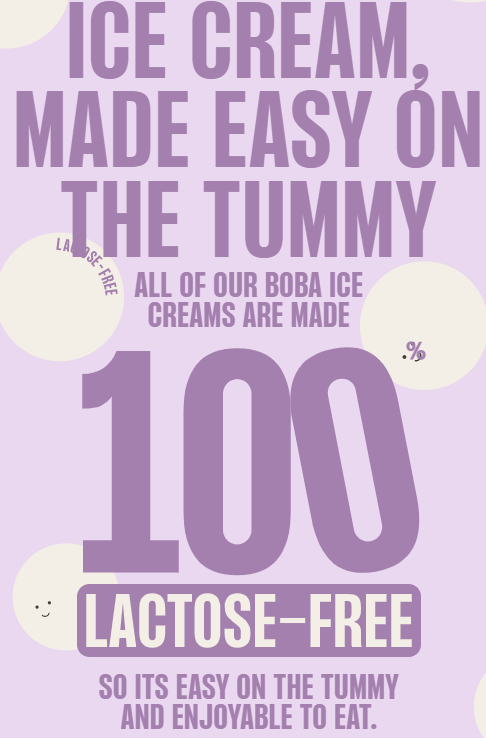 ICE CREAM,
MADE EASY ON
THE TUMMY
LACTOSE-FREE
ALL OF OUR BOBA ICE
CREAMS ARE MADE
%
100
LACTOSE-FREE
SO ITS EASY ON THE TUMMY
AND ENJOYABLE TO EAT.